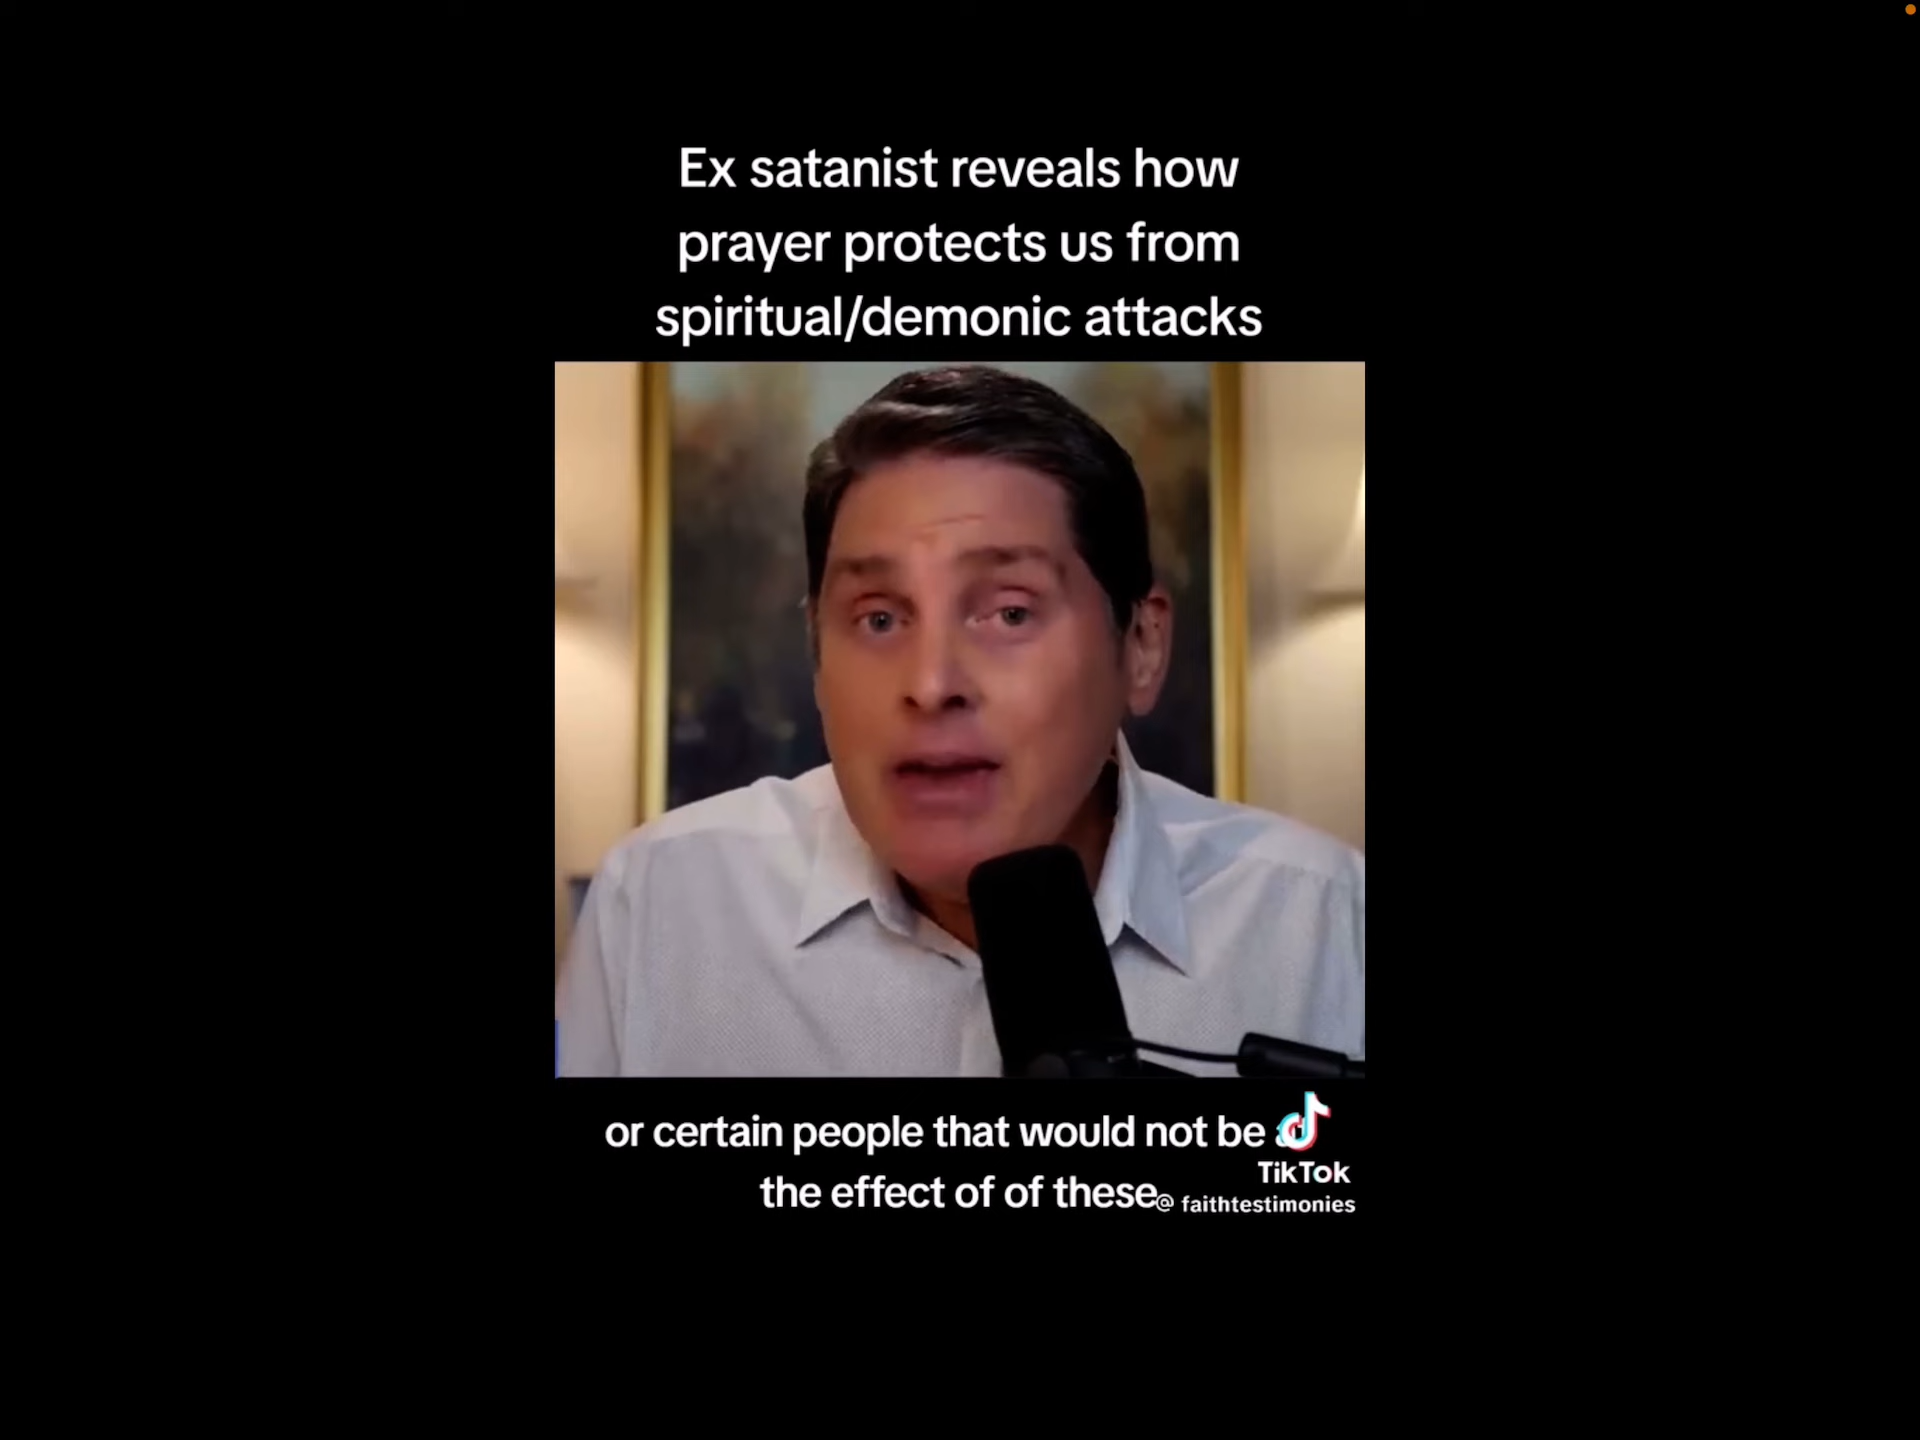 Ex satanist reveals how
prayer protects us from
spiritual/demonic attacks
or certain people that would not be
the effect of of these
TikTok
@ faithtestimonies